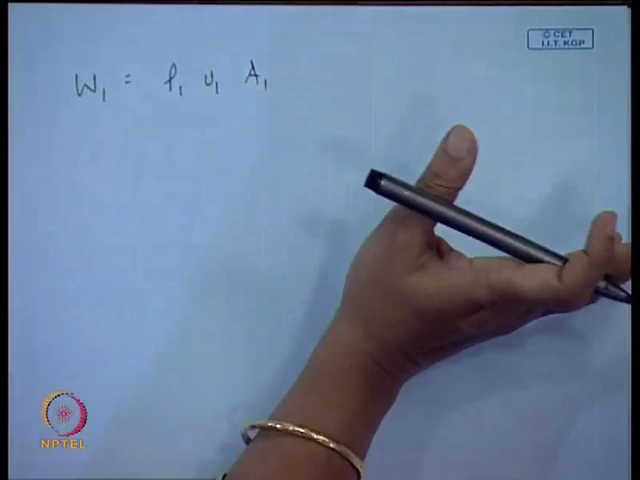 © CET
I.I.T. KGP
W₁ = ρ₁ u₁ A₁
NPTEL